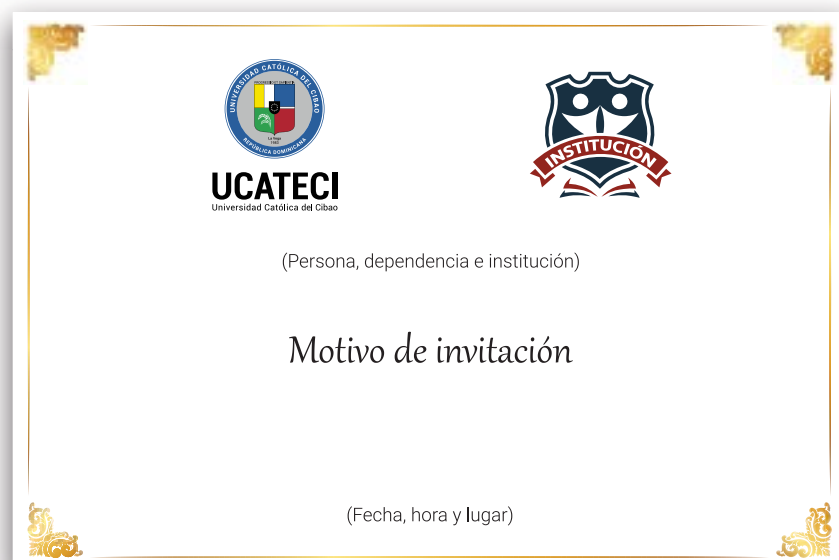 UNIVERSIDAD CATÓLICA DEL CIBAO
La Vega
1983
REPÚBLICA DOMINICANA
UCATECI
Universidad Católica del Cibao
INSTITUCIÓN
(Persona, dependencia e institución)
Motivo de invitación
(Fecha, hora y lugar)